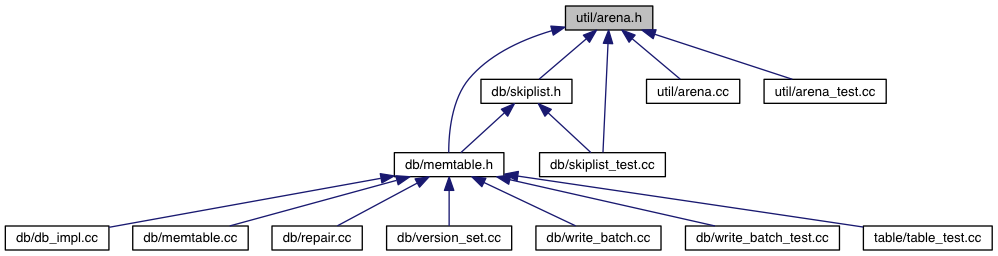 util/arena.h
db/skiplist.h
util/arena.cc
util/arena_test.cc
db/memtable.h
db/skiplist_test.cc
db/db_impl.cc
db/memtable.cc
db/repair.cc
db/version_set.cc
db/write_batch.cc
db/write_batch_test.cc
table/table_test.cc